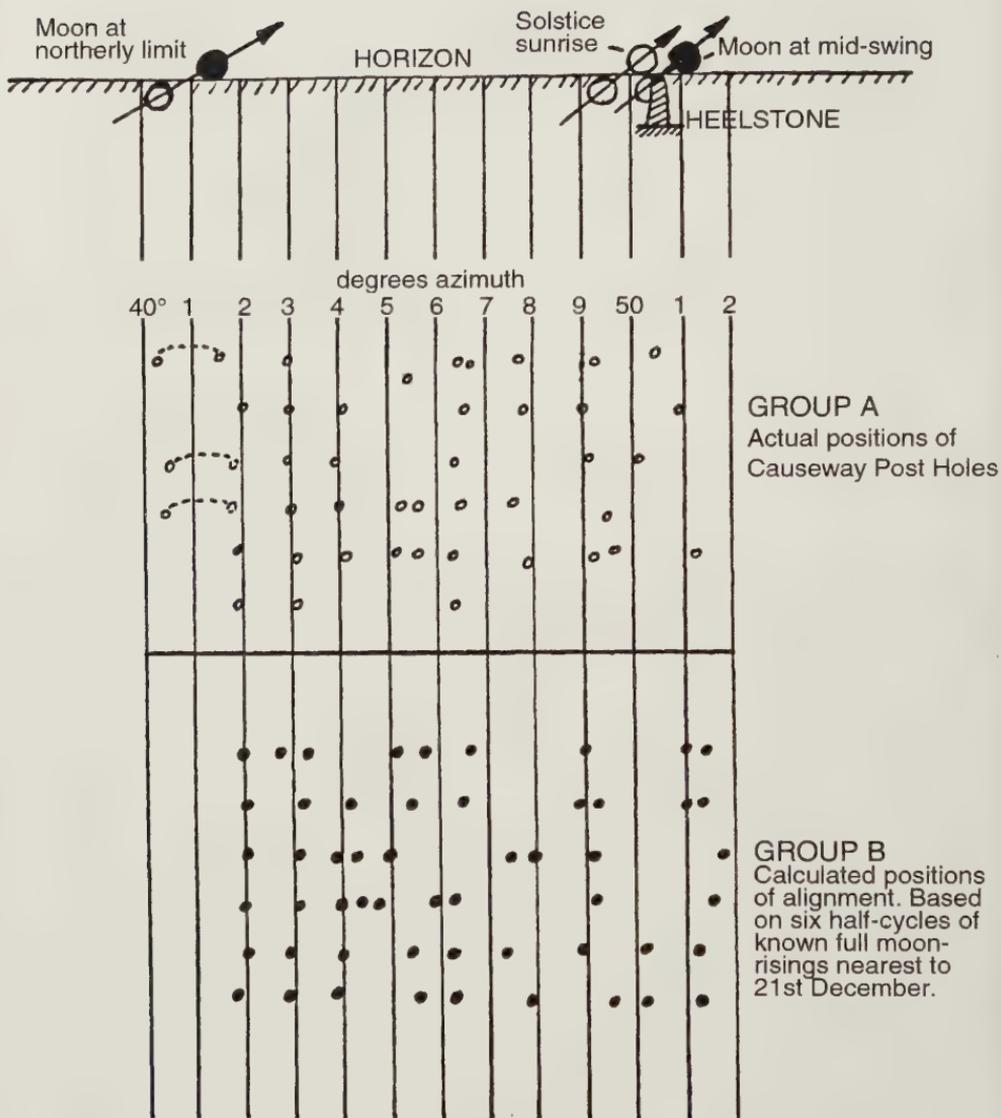 Moon at
northerly limit
HORIZON
Solstice
sunrise
Moon at mid-swing
HEELSTONE
degrees azimuth
40° 1 2 3 4 5 6 7 8 9 50 1 2
GROUP A
Actual positions of
Causeway Post Holes
GROUP B
Calculated positions
of alignment. Based
on six half-cycles of
known full moon-
risings nearest to
21st December.